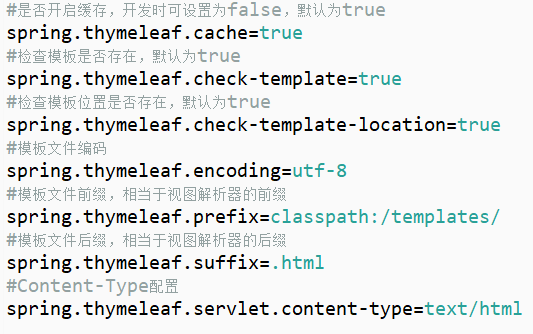 #是否开启缓存，开发时可设置为false，默认为true
spring.thymeleaf.cache=true
#检查模板是否存在，默认为true
spring.thymeleaf.check-template=true
#检查模板位置是否存在，默认为true
spring.thymeleaf.check-template-location=true
#模板文件编码
spring.thymeleaf.encoding=utf-8
#模板文件前缀，相当于视图解析器的前缀
spring.thymeleaf.prefix=classpath:/templates/
#模板文件后缀，相当于视图解析器的后缀
spring.thymeleaf.suffix=.html
#Content-Type配置
spring.thymeleaf.servlet.content-type=text/html